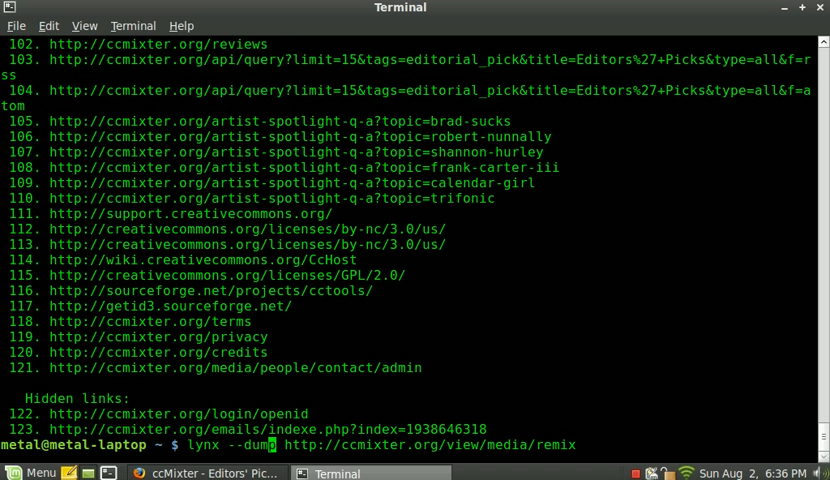 Terminal
File Edit View Terminal Help
102. http://ccmixter.org/reviews
103. http://ccmixter.org/api/query?limit=15&tags=editorial_pick&title=Editors%27+Picks&type=all&f=r
ss
104. http://ccmixter.org/api/query?limit=15&tags=editorial_pick&title=Editors%27+Picks&type=all&f=a
tom
105. http://ccmixter.org/artist-spotlight-q-a?topic=brad-sucks
106. http://ccmixter.org/artist-spotlight-q-a?topic=robert-nunnally
107. http://ccmixter.org/artist-spotlight-q-a?topic=shannon-hurley
108. http://ccmixter.org/artist-spotlight-q-a?topic=frank-carter-iii
109. http://ccmixter.org/artist-spotlight-q-a?topic=calendar-girl
110. http://ccmixter.org/artist-spotlight-q-a?topic=trifonic
111. http://support.creativecommons.org/
112. http://creativecommons.org/licenses/by-nc/3.0/us/
113. http://creativecommons.org/licenses/by-nc/3.0/us/
114. http://wiki.creativecommons.org/CcHost
115. http://creativecommons.org/licenses/GPL/2.0/
116. http://sourceforge.net/projects/cctools/
117. http://getid3.sourceforge.net/
118. http://ccmixter.org/terms
119. http://ccmixter.org/privacy
120. http://ccmixter.org/credits
121. http://ccmixter.org/media/people/contact/admin
Hidden links:
122. http://ccmixter.org/login/openid
123. http://ccmixter.org/emails/indexe.php?index=1938646318
metal@metal-laptop ~ $ lynx --dump http://ccmixter.org/view/media/remix
Menu ccMixter - Editors' Pic... Terminal Sun Aug 2, 6:36 PM